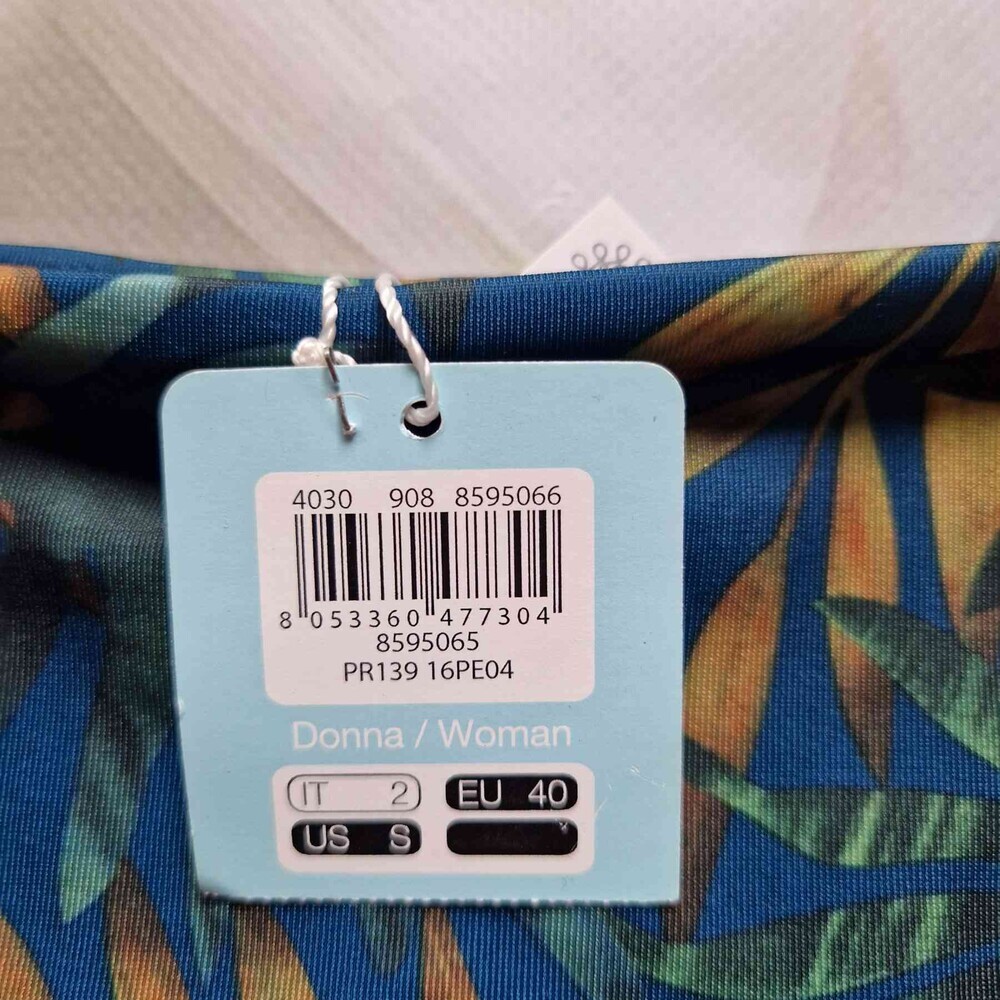 4030 908 8595066
8 053360 477304
8595065
PR139 16PE04
Donna / Woman
IT 2 EU 40
US S